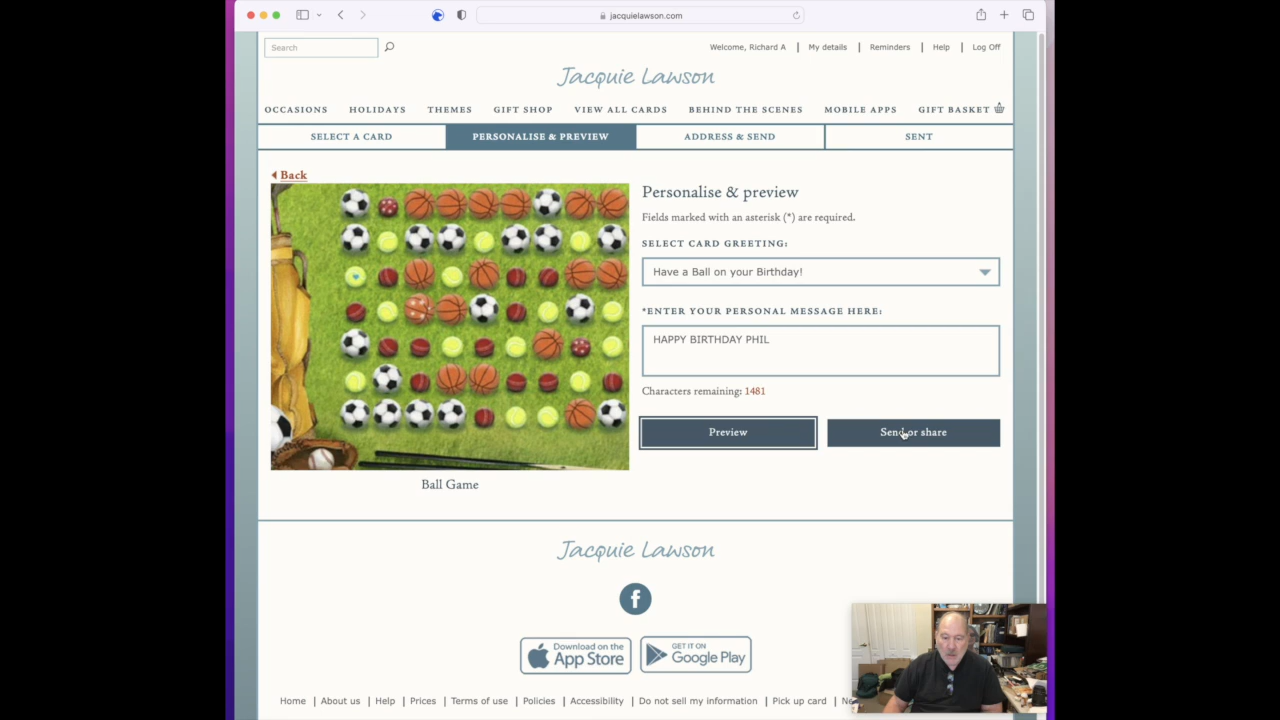 jacquielawson.com
Search
Welcome, Richard A | My details | Reminders | Help | Log Off
Jacquie Lawson
OCCASIONS HOLIDAYS THEMES GIFT SHOP VIEW ALL CARDS BEHIND THE SCENES MOBILE APPS GIFT BASKET
SELECT A CARD PERSONALISE & PREVIEW ADDRESS & SEND SENT
Back
Personalise & preview
Fields marked with an asterisk (*) are required.
SELECT CARD GREETING:
Have a Ball on your Birthday!
*ENTER YOUR PERSONAL MESSAGE HERE:
HAPPY BIRTHDAY PHIL
Characters remaining: 1481
Preview Send or share
Ball Game
Jacquie Lawson
f
Download on the
App Store
GET IT ON
Google Play
Home | About us | Help | Prices | Terms of use | Policies | Accessibility | Do not sell my information | Pick up card |